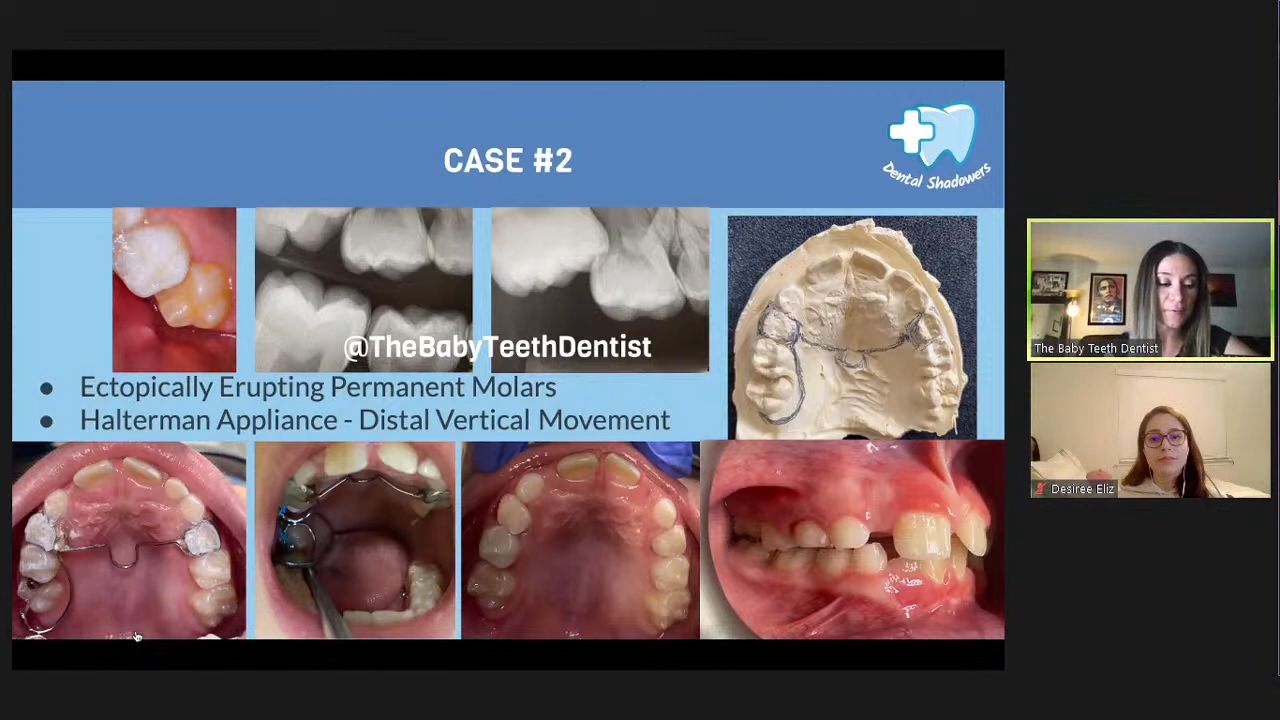 CASE #2
Dental Shadowers
@TheBabyTeethDentist
● Ectopically Erupting Permanent Molars
● Halterman Appliance - Distal Vertical Movement
The Baby Teeth Dentist
Desiree Eliz